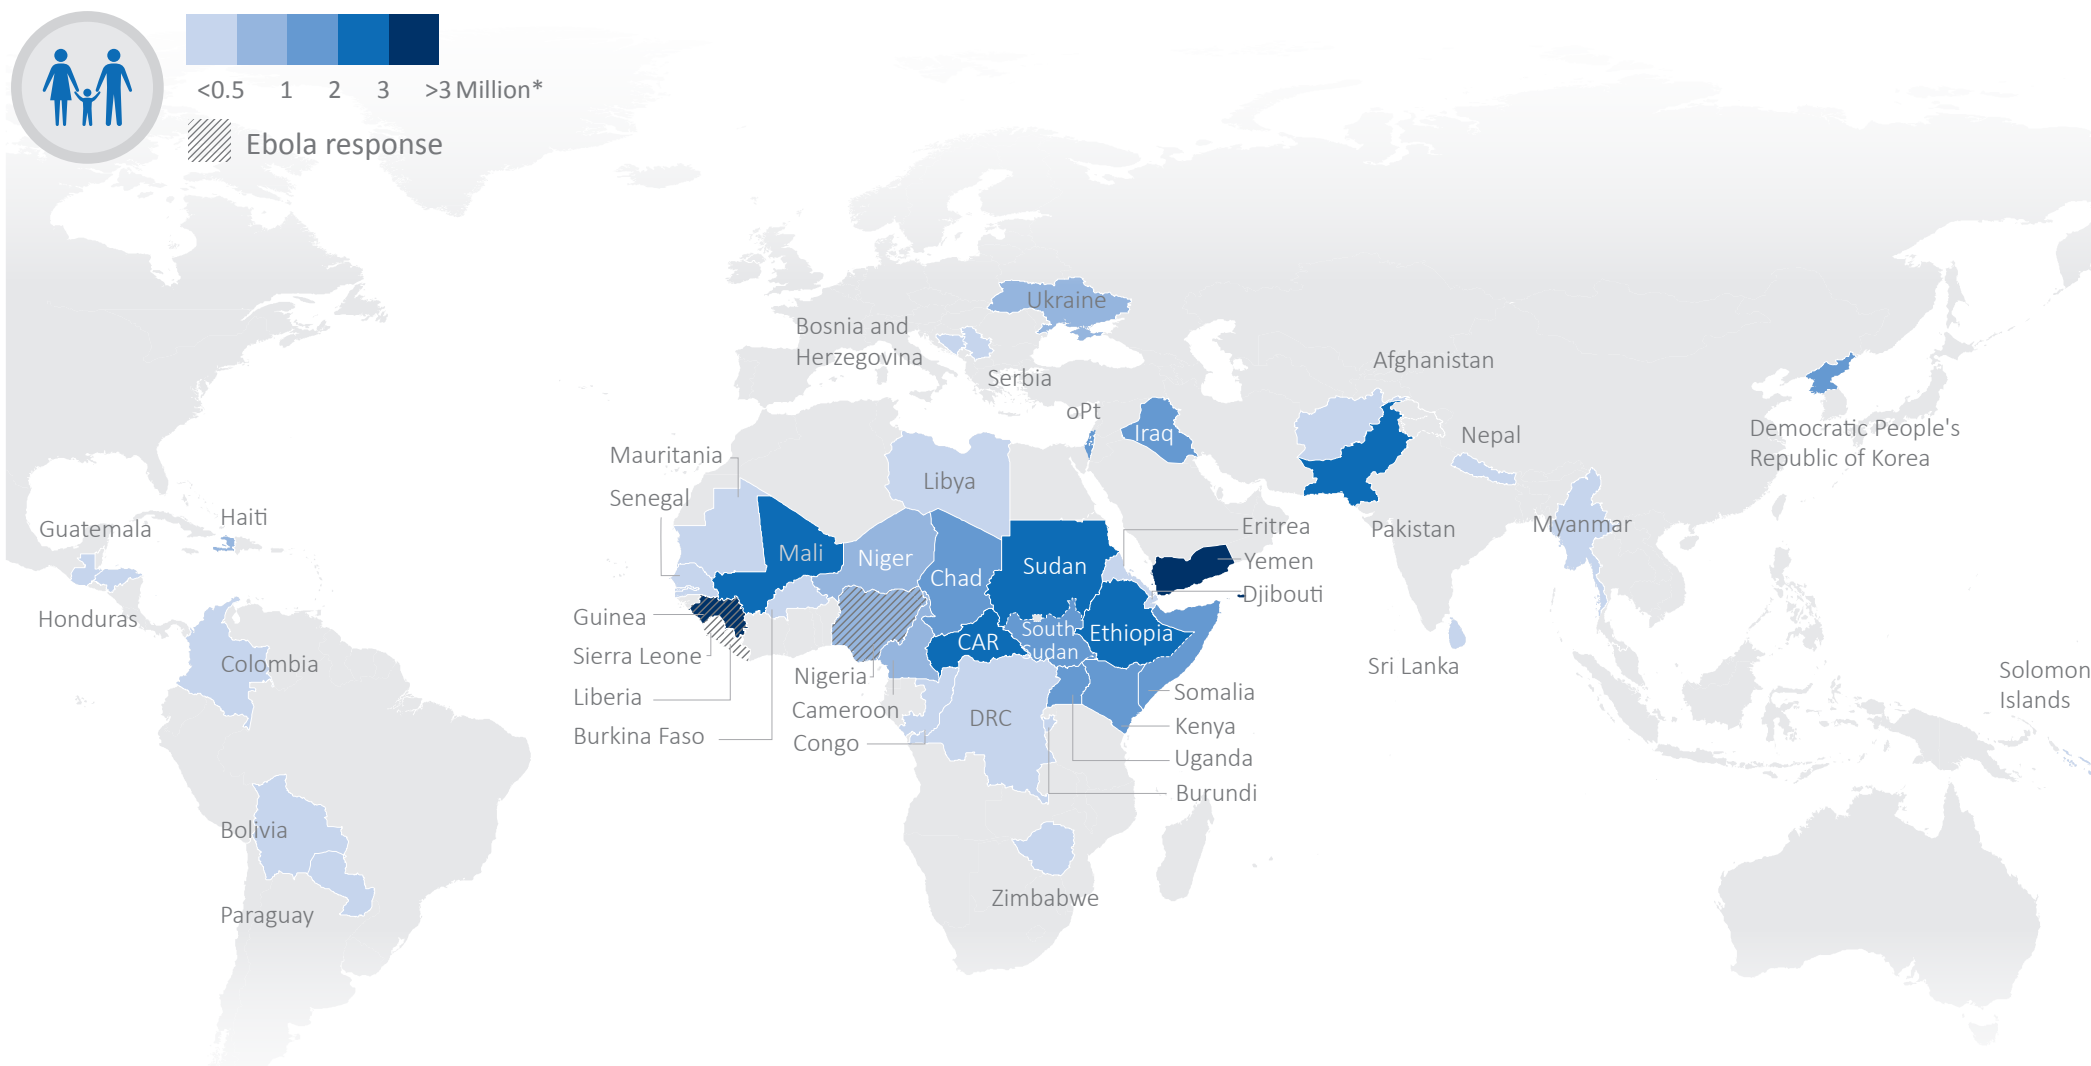 <0.5 1 2 3 >3 Million*
Ebola response
Ukraine
Bosnia and
Herzegovina
Serbia
Afghanistan
oPt
Iraq
Nepal
Democratic People's
Republic of Korea
Mauritania
Senegal
Libya
Guatemala
Haiti
Eritrea
Pakistan
Myanmar
Mali
Niger
Chad
Sudan
Yemen
Djibouti
Honduras
Guinea
Sierra Leone
Liberia
Burkina Faso
CAR
South
Sudan
Ethiopia
Colombia
Nigeria
Cameroon
Congo
DRC
Somalia
Kenya
Uganda
Burundi
Sri Lanka
Solomon
Islands
Bolivia
Paraguay
Zimbabwe